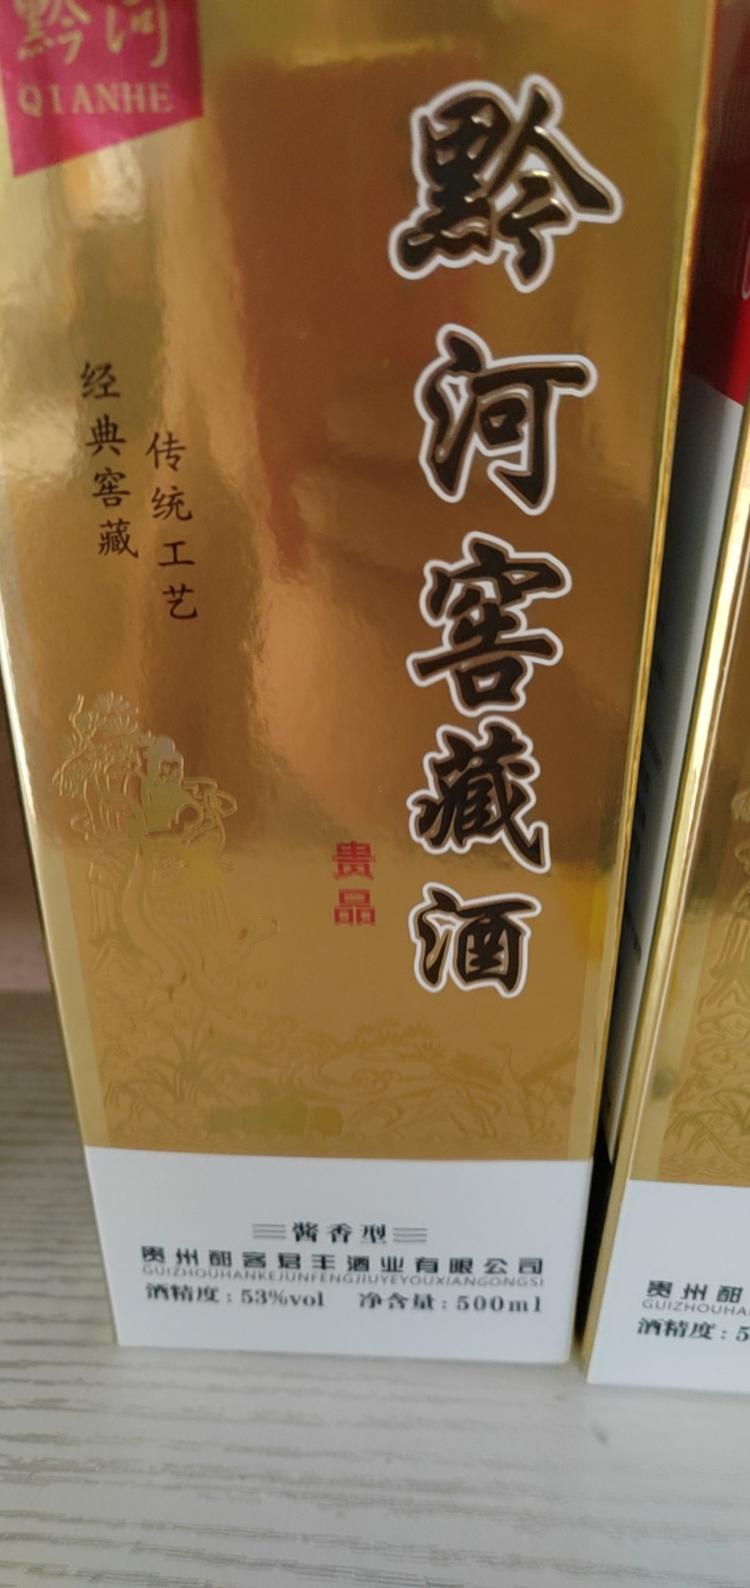 黔河
QIANHE
黔河窖藏酒
贵品
传统工艺
经典窖藏
酱香型
贵州酣客君丰酒业有限公司
GUIZHOUHANKEJUNFENGJIUYEYOUXIANGONGSI
酒精度：53%vol 净含量：500ml
贵州酣
GUIZHOUHA
酒精度：5